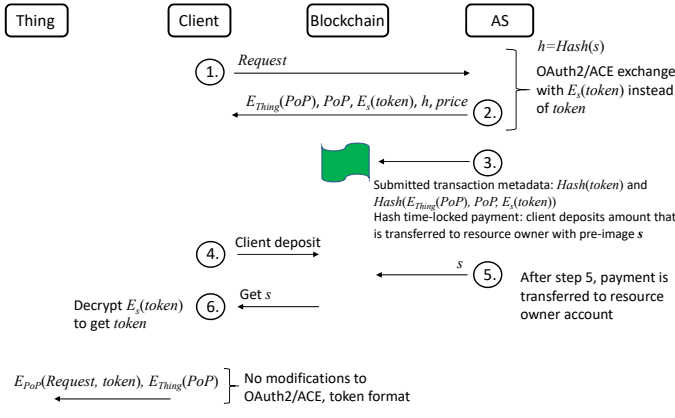 Thing
Client
Blockchain
AS
h=Hash(s)
1.
Request
OAuth2/ACE exchange
with Es(token) instead
of token
EThing(PoP), PoP, Es(token), h, price
2.
3.
Submitted transaction metadata: Hash(token) and
Hash(EThing(PoP), PoP, Es(token))
Hash time-locked payment: client deposits amount that
is transferred to resource owner with pre-image s
4.
Client deposit
s
5.
After step 5, payment is
transferred to resource
owner account
Decrypt Es(token)
to get token
6.
Get s
EPoP(Request, token), EThing(PoP)
No modifications to
OAuth2/ACE, token format